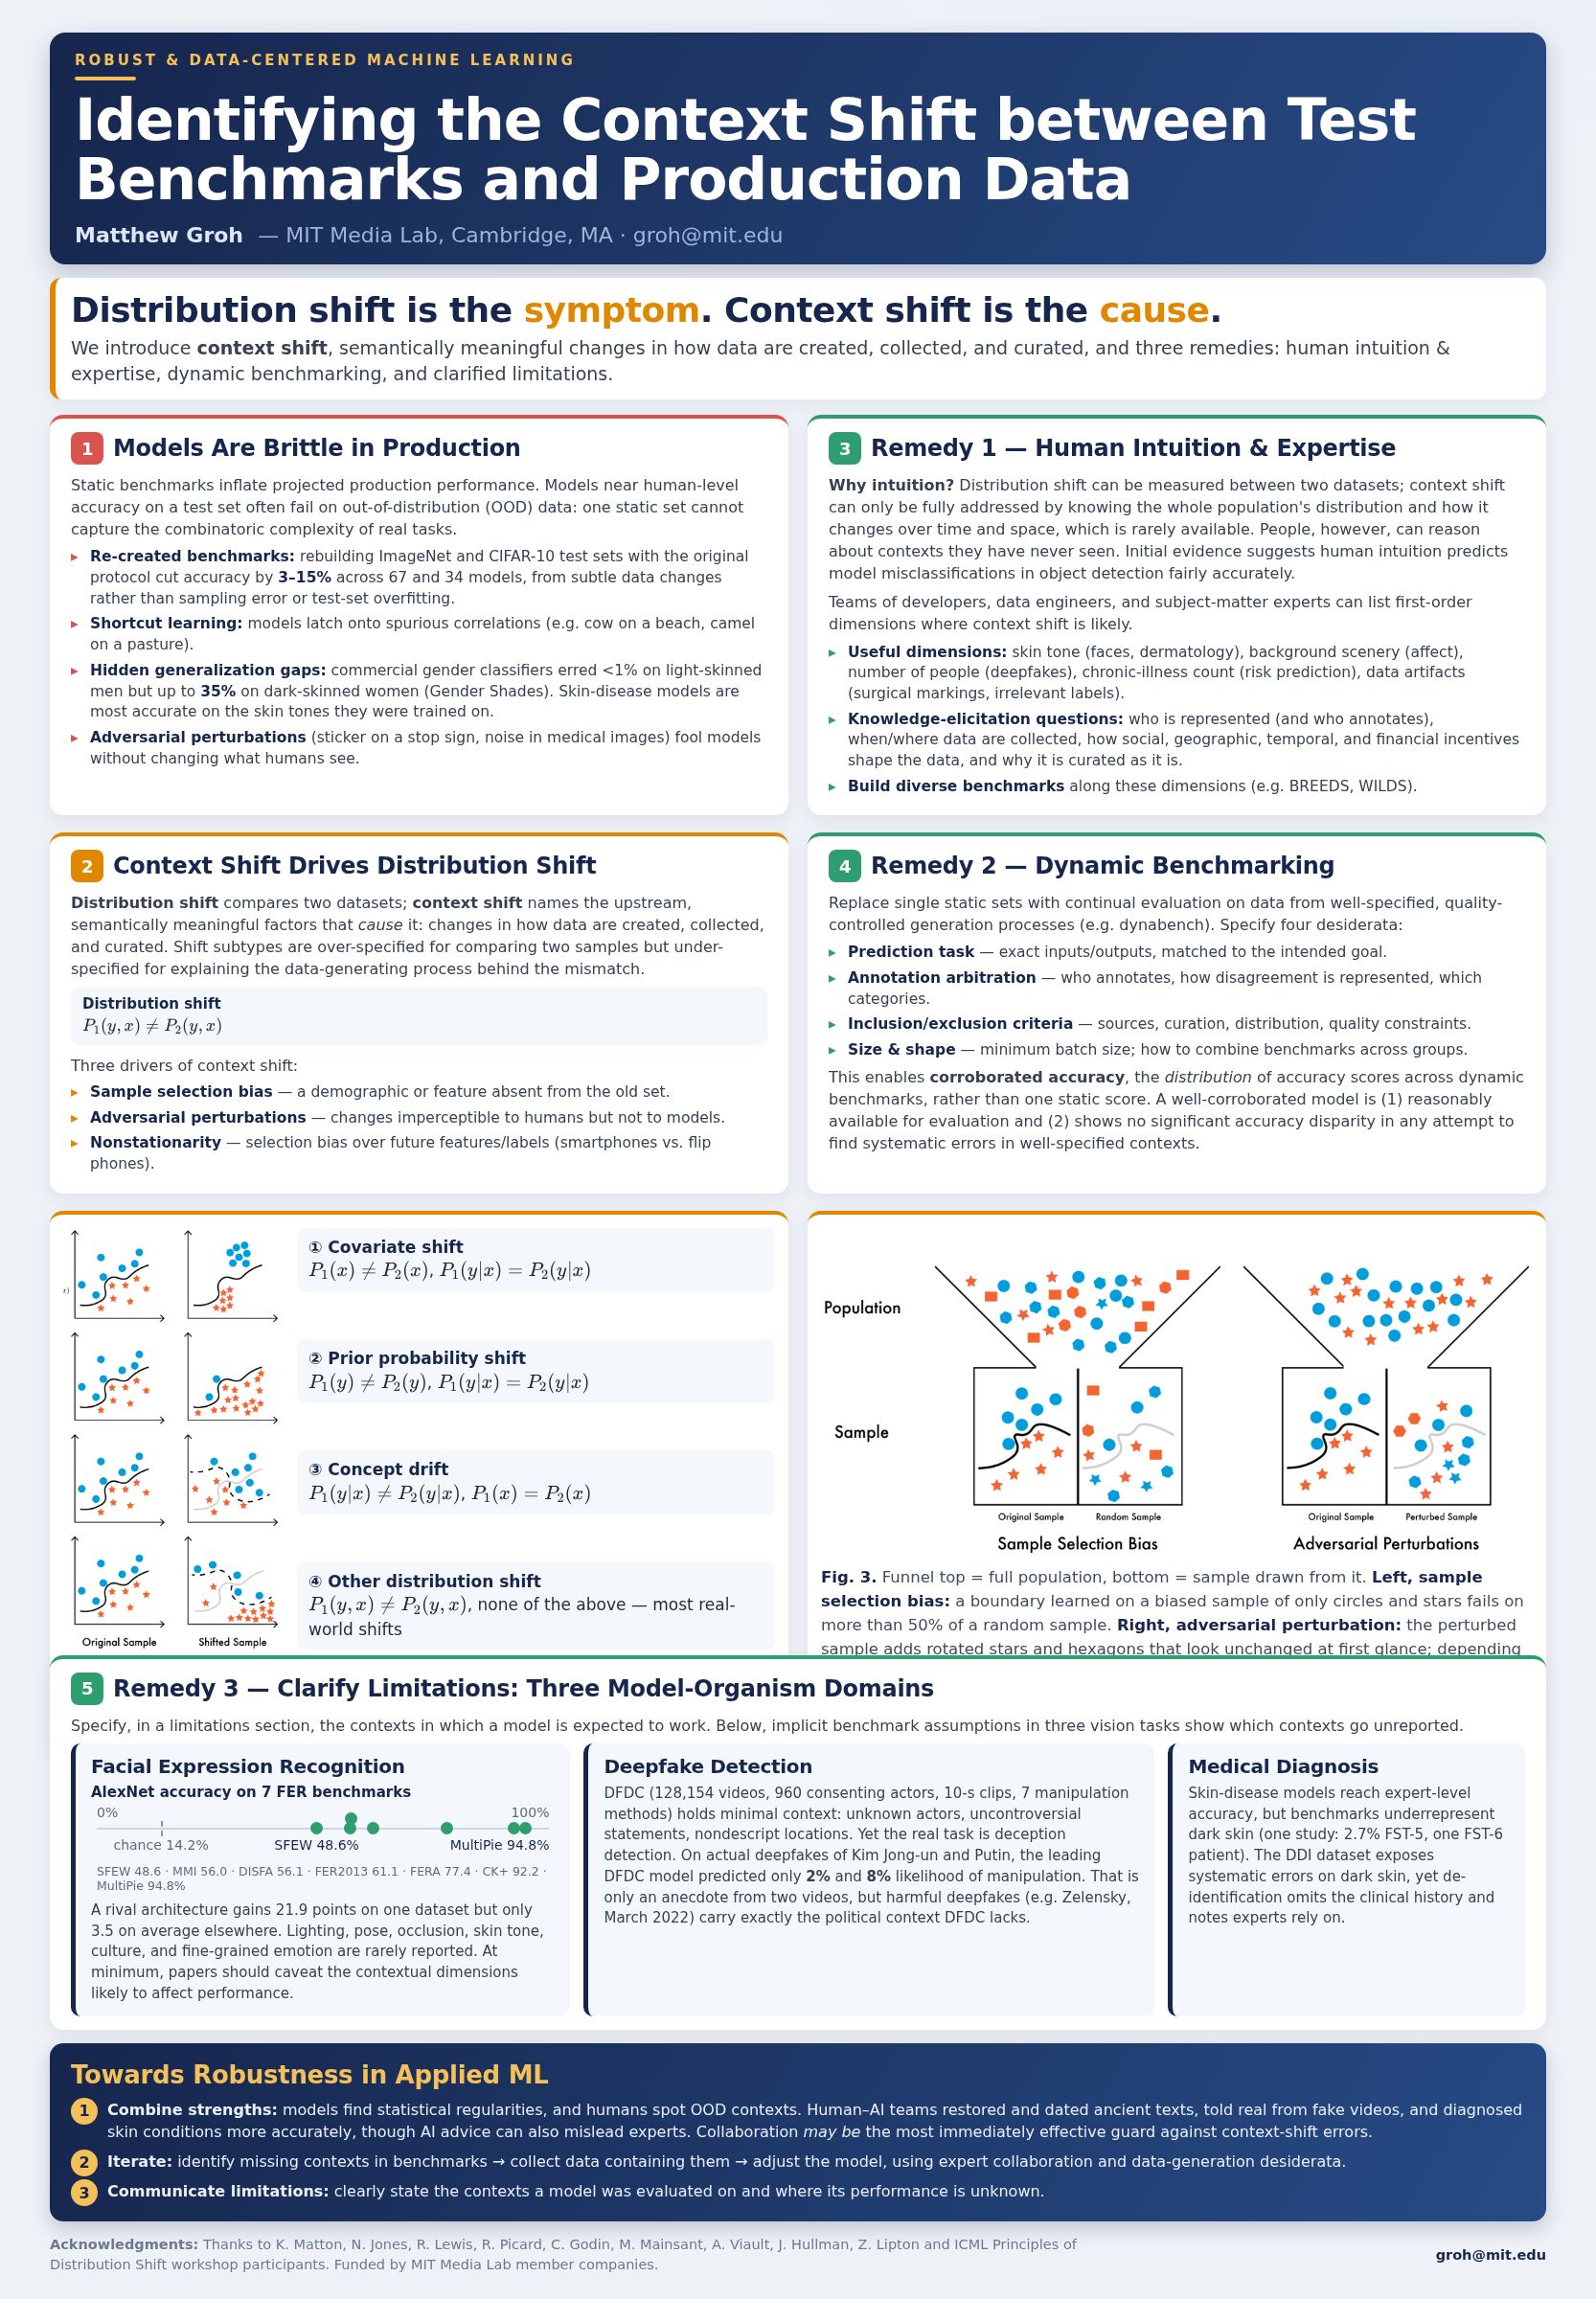 ROBUST & DATA-CENTERED MACHINE LEARNING
Identifying the Context Shift between Test
Benchmarks and Production Data
Matthew Groh — MIT Media Lab, Cambridge, MA · groh@mit.edu
Distribution shift is the symptom. Context shift is the cause.
We introduce context shift, semantically meaningful changes in how data are created, collected, and curated, and three remedies: human intuition &
expertise, dynamic benchmarking, and clarified limitations.
1 Models Are Brittle in Production
Static benchmarks inflate projected production performance. Models near human-level
accuracy on a test set often fail on out-of-distribution (OOD) data: one static set cannot
capture the combinatoric complexity of real tasks.
▸ Re-created benchmarks: rebuilding ImageNet and CIFAR-10 test sets with the original
protocol cut accuracy by 3–15% across 67 and 34 models, from subtle data changes
rather than sampling error or test-set overfitting.
▸ Shortcut learning: models latch onto spurious correlations (e.g. cow on a beach, camel
on a pasture).
▸ Hidden generalization gaps: commercial gender classifiers erred <1% on light-skinned
men but up to 35% on dark-skinned women (Gender Shades). Skin-disease models are
most accurate on the skin tones they were trained on.
▸ Adversarial perturbations (sticker on a stop sign, noise in medical images) fool models
without changing what humans see.
3 Remedy 1 — Human Intuition & Expertise
Why intuition? Distribution shift can be measured between two datasets; context shift
can only be fully addressed by knowing the whole population's distribution and how it
changes over time and space, which is rarely available. People, however, can reason
about contexts they have never seen. Initial evidence suggests human intuition predicts
model misclassifications in object detection fairly accurately.
Teams of developers, data engineers, and subject-matter experts can list first-order
dimensions where context shift is likely.
▸ Useful dimensions: skin tone (faces, dermatology), background scenery (affect),
number of people (deepfakes), chronic-illness count (risk prediction), data artifacts
(surgical markings, irrelevant labels).
▸ Knowledge-elicitation questions: who is represented (and who annotates),
when/where data are collected, how social, geographic, temporal, and financial incentives
shape the data, and why it is curated as it is.
▸ Build diverse benchmarks along these dimensions (e.g. BREEDS, WILDS).
2 Context Shift Drives Distribution Shift
Distribution shift compares two datasets; context shift names the upstream,
semantically meaningful factors that cause it: changes in how data are created, collected,
and curated. Shift subtypes are over-specified for comparing two samples but under-
specified for explaining the data-generating process behind the mismatch.
Distribution shift
P₁(y, x) ≠ P₂(y, x)
Three drivers of context shift:
▸ Sample selection bias — a demographic or feature absent from the old set.
▸ Adversarial perturbations — changes imperceptible to humans but not to models.
▸ Nonstationarity — selection bias over future features/labels (smartphones vs. flip
phones).
4 Remedy 2 — Dynamic Benchmarking
Replace single static sets with continual evaluation on data from well-specified, quality-
controlled generation processes (e.g. dynabench). Specify four desiderata:
▸ Prediction task — exact inputs/outputs, matched to the intended goal.
▸ Annotation arbitration — who annotates, how disagreement is represented, which
categories.
▸ Inclusion/exclusion criteria — sources, curation, distribution, quality constraints.
▸ Size & shape — minimum batch size; how to combine benchmarks across groups.
This enables corroborated accuracy, the distribution of accuracy scores across dynamic
benchmarks, rather than one static score. A well-corroborated model is (1) reasonably
available for evaluation and (2) shows no significant accuracy disparity in any attempt to
find systematic errors in well-specified contexts.
① Covariate shift
P₁(x) ≠ P₂(x), P₁(y|x) = P₂(y|x)
② Prior probability shift
P₁(y) ≠ P₂(y), P₁(y|x) = P₂(y|x)
③ Concept drift
P₁(y|x) ≠ P₂(y|x), P₁(x) = P₂(x)
④ Other distribution shift
P₁(y, x) ≠ P₂(y, x), none of the above — most real-
world shifts
Original Sample Shifted Sample
Population
Sample
Original Sample Random Sample Original Sample Perturbed Sample
Sample Selection Bias Adversarial Perturbations
Fig. 3. Funnel top = full population, bottom = sample drawn from it. Left, sample
selection bias: a boundary learned on a biased sample of only circles and stars fails on
more than 50% of a random sample. Right, adversarial perturbation: the perturbed
sample adds rotated stars and hexagons that look unchanged at first glance; depending
5 Remedy 3 — Clarify Limitations: Three Model-Organism Domains
Specify, in a limitations section, the contexts in which a model is expected to work. Below, implicit benchmark assumptions in three vision tasks show which contexts go unreported.
Facial Expression Recognition
AlexNet accuracy on 7 FER benchmarks
0% 100%
chance 14.2% SFEW 48.6% MultiPie 94.8%
SFEW 48.6 · MMI 56.0 · DISFA 56.1 · FER2013 61.1 · FERA 77.4 · CK+ 92.2 ·
MultiPie 94.8%
A rival architecture gains 21.9 points on one dataset but only
3.5 on average elsewhere. Lighting, pose, occlusion, skin tone,
culture, and fine-grained emotion are rarely reported. At
minimum, papers should caveat the contextual dimensions
likely to affect performance.
Deepfake Detection
DFDC (128,154 videos, 960 consenting actors, 10-s clips, 7 manipulation
methods) holds minimal context: unknown actors, uncontroversial
statements, nondescript locations. Yet the real task is deception
detection. On actual deepfakes of Kim Jong-un and Putin, the leading
DFDC model predicted only 2% and 8% likelihood of manipulation. That is
only an anecdote from two videos, but harmful deepfakes (e.g. Zelensky,
March 2022) carry exactly the political context DFDC lacks.
Medical Diagnosis
Skin-disease models reach expert-level
accuracy, but benchmarks underrepresent
dark skin (one study: 2.7% FST-5, one FST-6
patient). The DDI dataset exposes
systematic errors on dark skin, yet de-
identification omits the clinical history and
notes experts rely on.
Towards Robustness in Applied ML
1 Combine strengths: models find statistical regularities, and humans spot OOD contexts. Human–AI teams restored and dated ancient texts, told real from fake videos, and diagnosed
skin conditions more accurately, though AI advice can also mislead experts. Collaboration may be the most immediately effective guard against context-shift errors.
2 Iterate: identify missing contexts in benchmarks → collect data containing them → adjust the model, using expert collaboration and data-generation desiderata.
3 Communicate limitations: clearly state the contexts a model was evaluated on and where its performance is unknown.
Acknowledgments: Thanks to K. Matton, N. Jones, R. Lewis, R. Picard, C. Godin, M. Mainsant, A. Viault, J. Hullman, Z. Lipton and ICML Principles of
Distribution Shift workshop participants. Funded by MIT Media Lab member companies.
groh@mit.edu